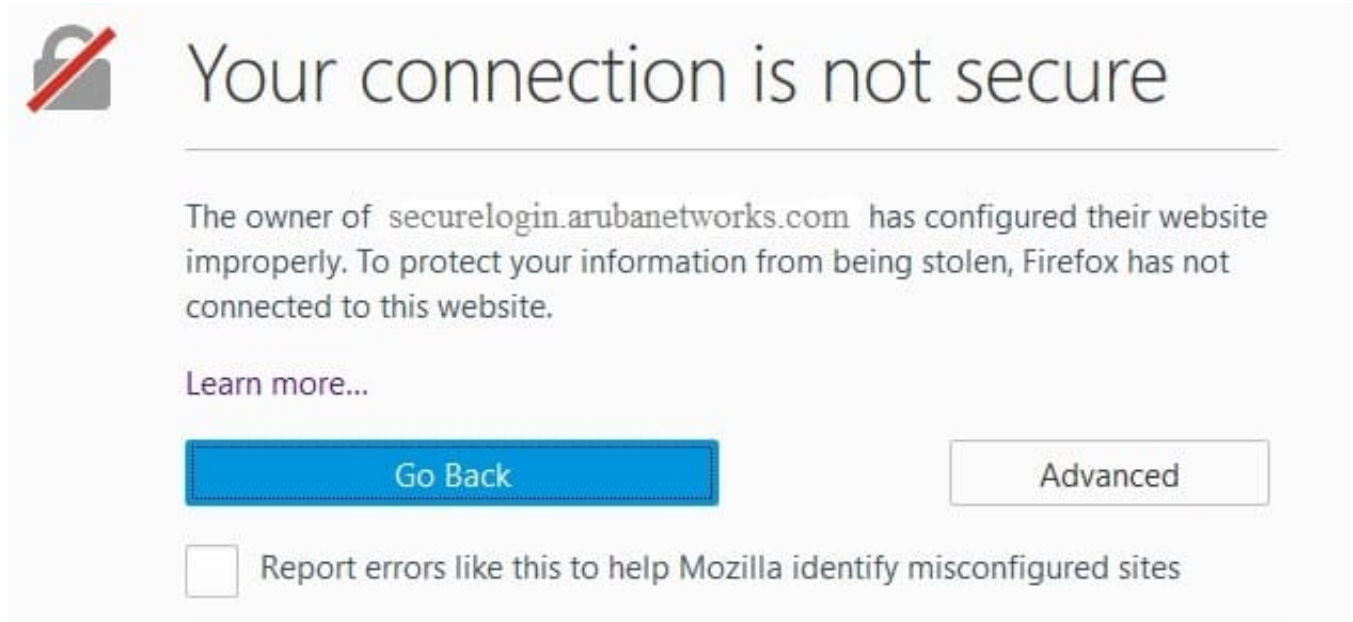 Your connection is not secure
The owner of securelogin.arubanetworks.com has configured their website
improperly. To protect your information from being stolen, Firefox has not
connected to this website.
Learn more...
Go Back
Advanced
Report errors like this to help Mozilla identify misconfigured sites